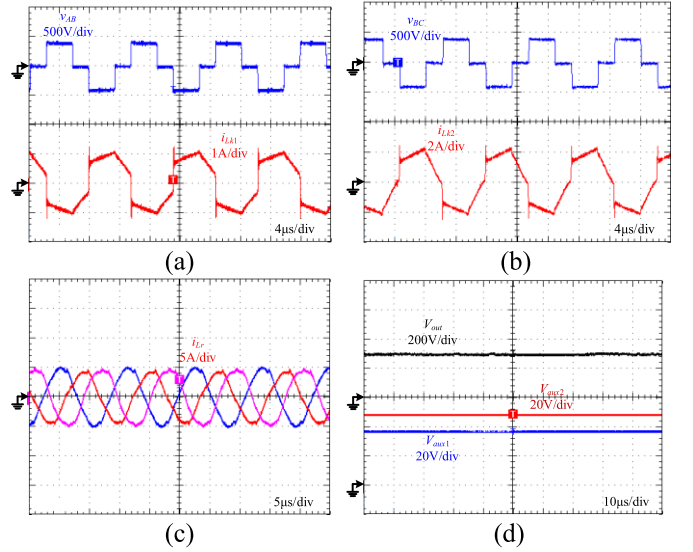 v_AB
500V/div
i_Lk1
1A/div
T
4μs/div
(a)
v_BC
500V/div
T
i_Lk2
2A/div
4μs/div
(b)
i_Lr
5A/div
T
5μs/div
(c)
V_out
200V/div
V_aux2
T
20V/div
V_aux1
20V/div
10μs/div
(d)